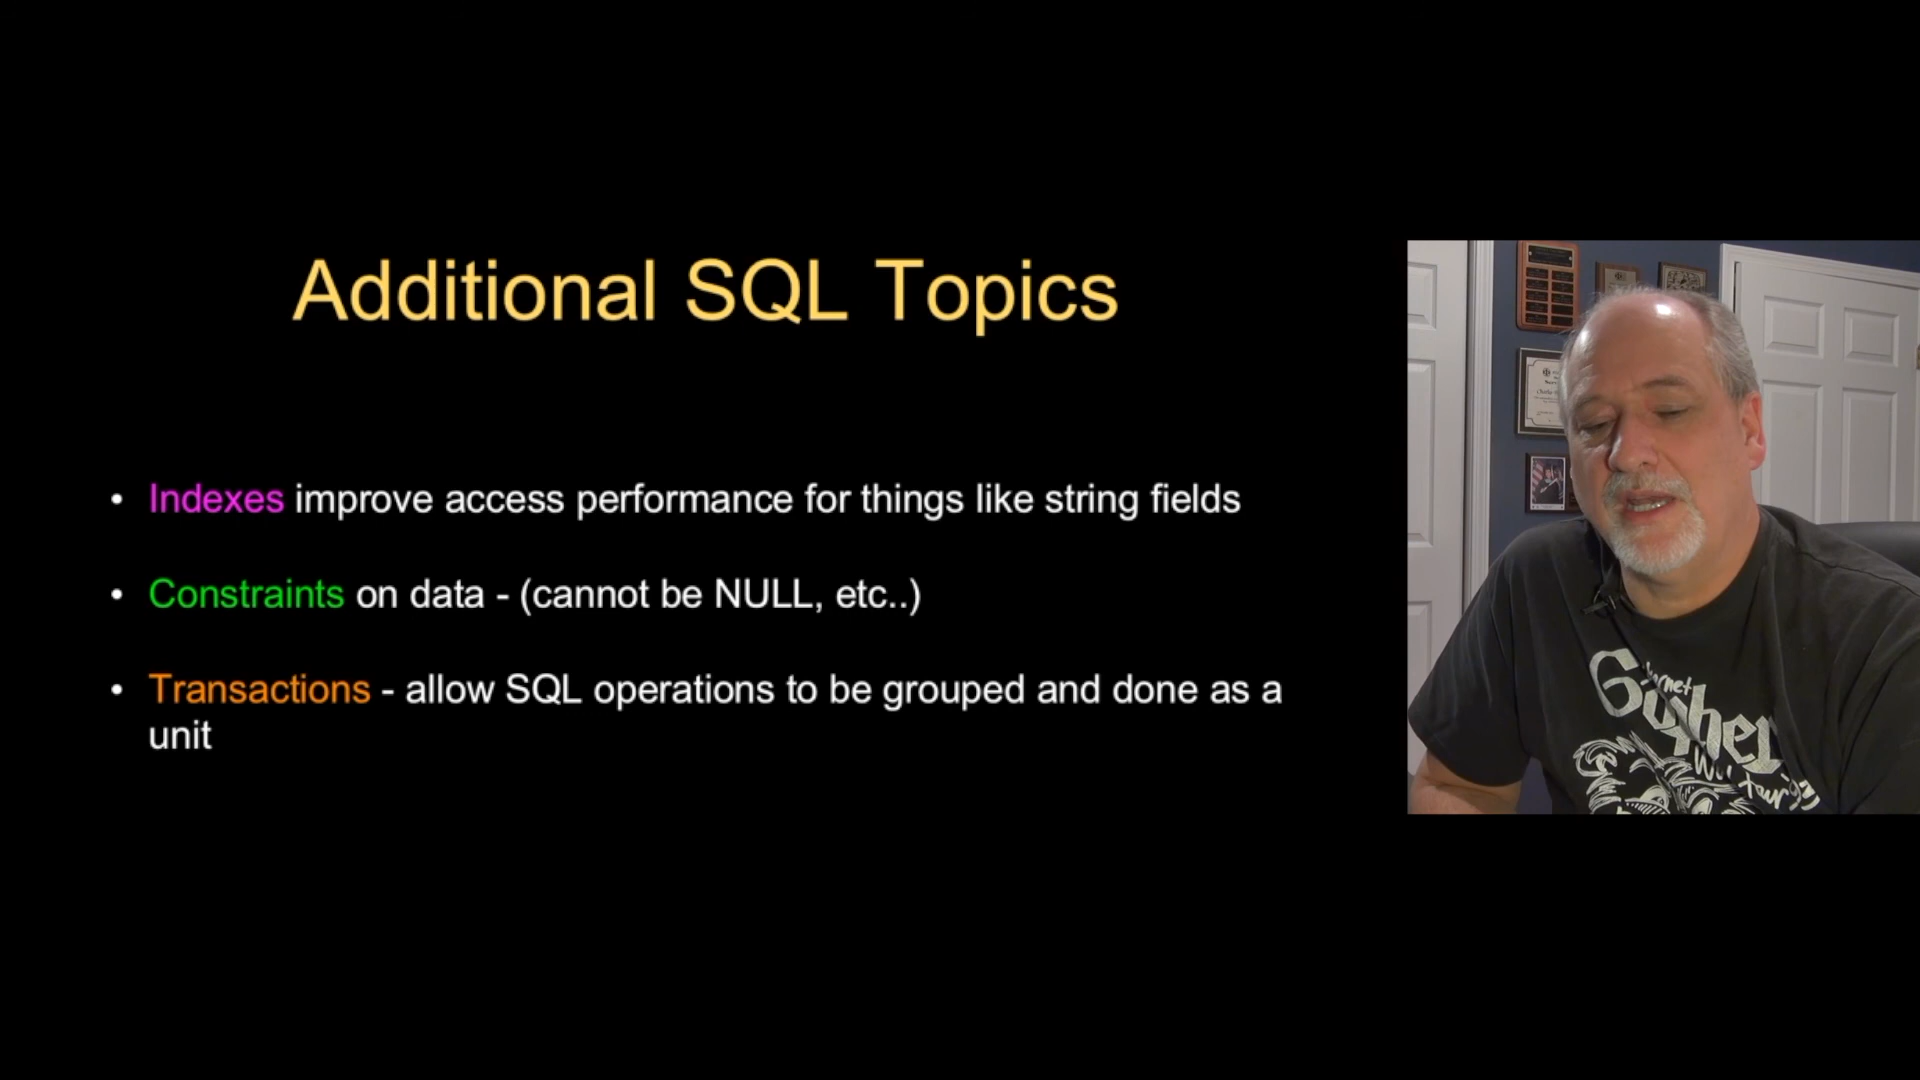 Additional SQL Topics
• Indexes improve access performance for things like string fields
• Constraints on data - (cannot be NULL, etc..)
• Transactions - allow SQL operations to be grouped and done as a
unit
Gopher